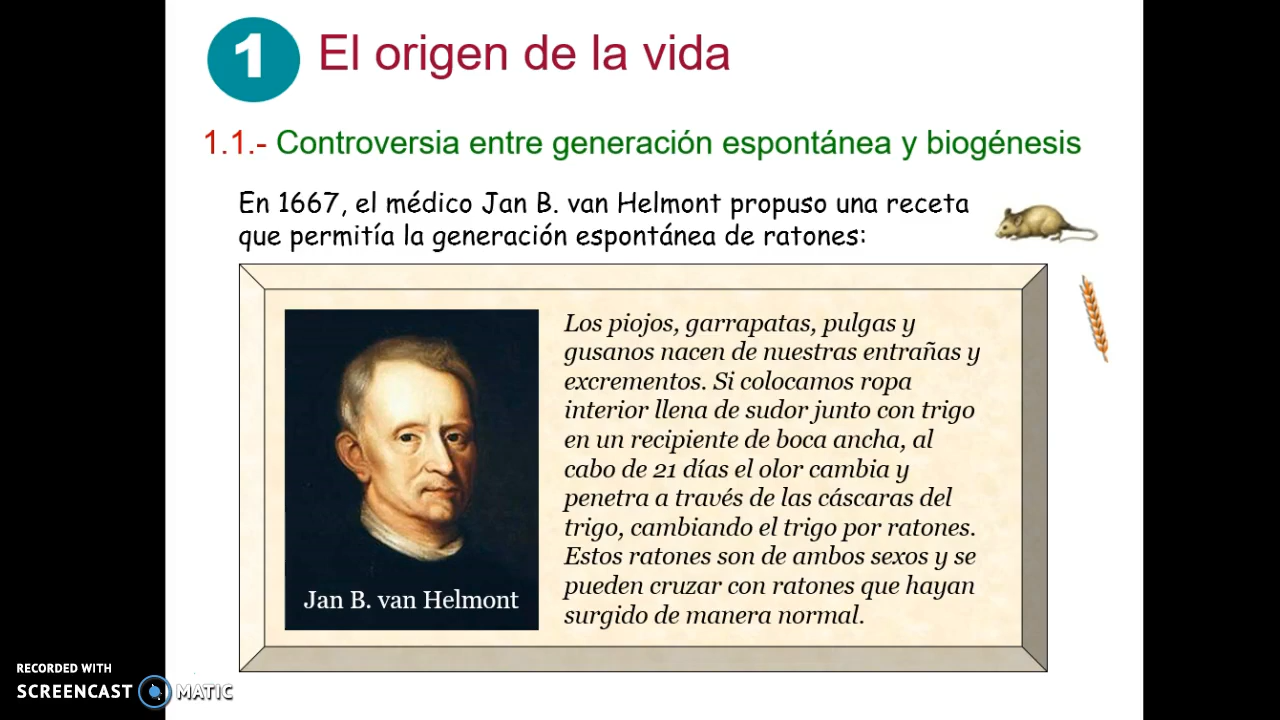 1 El origen de la vida
1.1.- Controversia entre generación espontánea y biogénesis
En 1667, el médico Jan B. van Helmont propuso una receta
que permitía la generación espontánea de ratones:
Los piojos, garrapatas, pulgas y
gusanos nacen de nuestras entrañas y
excrementos. Si colocamos ropa
interior llena de sudor junto con trigo
en un recipiente de boca ancha, al
cabo de 21 días el olor cambia y
penetra a través de las cáscaras del
trigo, cambiando el trigo por ratones.
Estos ratones son de ambos sexos y se
pueden cruzar con ratones que hayan
surgido de manera normal.
Jan B. van Helmont
RECORDED WITH
SCREENCAST MATIC